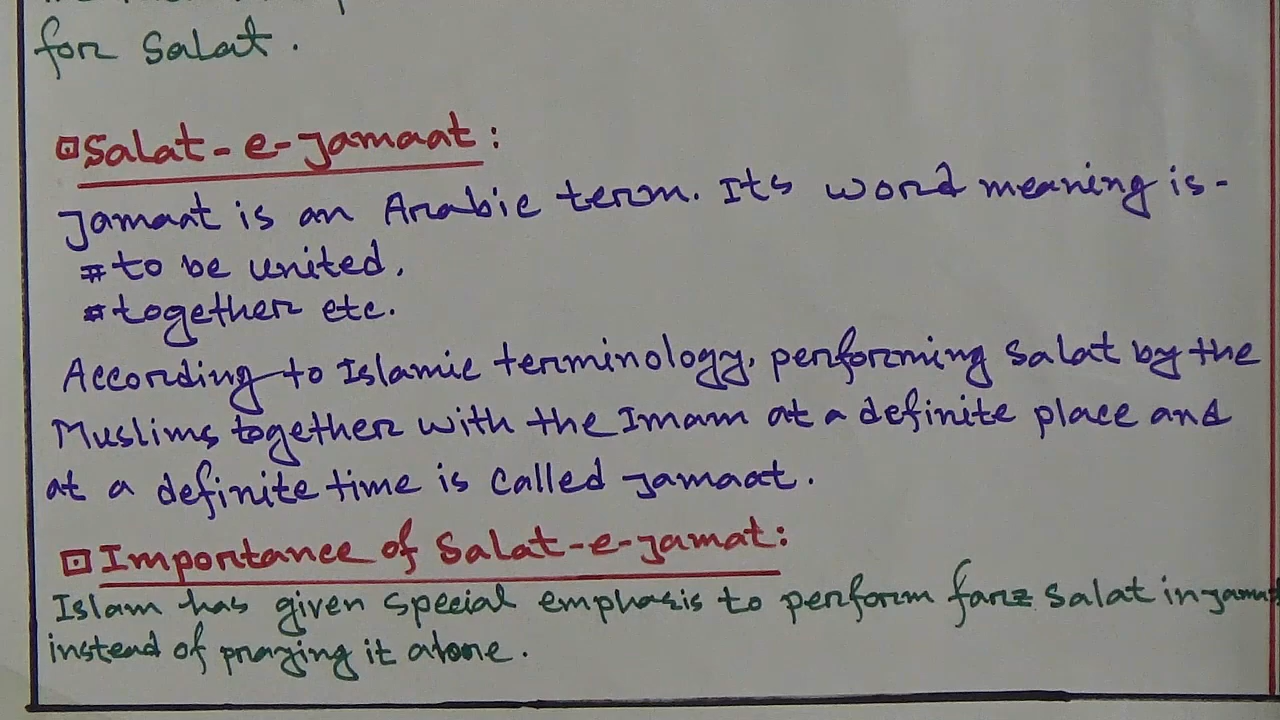 for Salat.
Salat-e-jamaat:
Jamaat is an Arabic term. Its word meaning is-
# to be united.
# together etc.
According to Islamic terminology, performing salat by the
Muslims together with the Imam at a definite place and
at a definite time is called jamaat.
Importance of Salat-e-jamat:
Islam has given special emphasis to perform farz salat in jamat
instead of praying it alone.